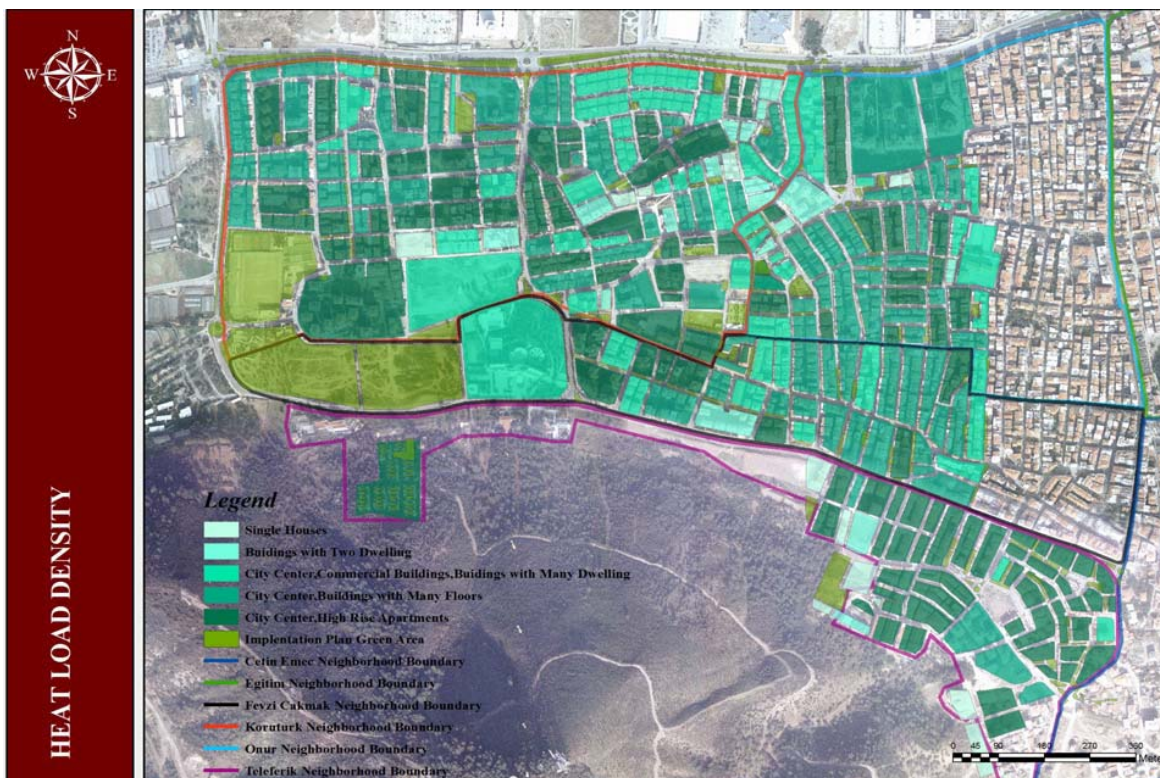 N
W E
S
HEAT LOAD DENSITY
Legend
Single Houses
Buidings with Two Dwelling
City Center,Commercial Buildings,Buidings with Many Dwelling
City Center,Buildings with Many Floors
City Center,High Rise Apartments
Implentation Plan Green Area
Cetin Emec Neighborhood Boundary
Egitim Neighborhood Boundary
Fevzi Cakmak Neighborhood Boundary
Koruturk Neighborhood Boundary
Onur Neighborhood Boundary
Teleferik Neighborhood Boundary
0 45 90 180 270 360
Mete